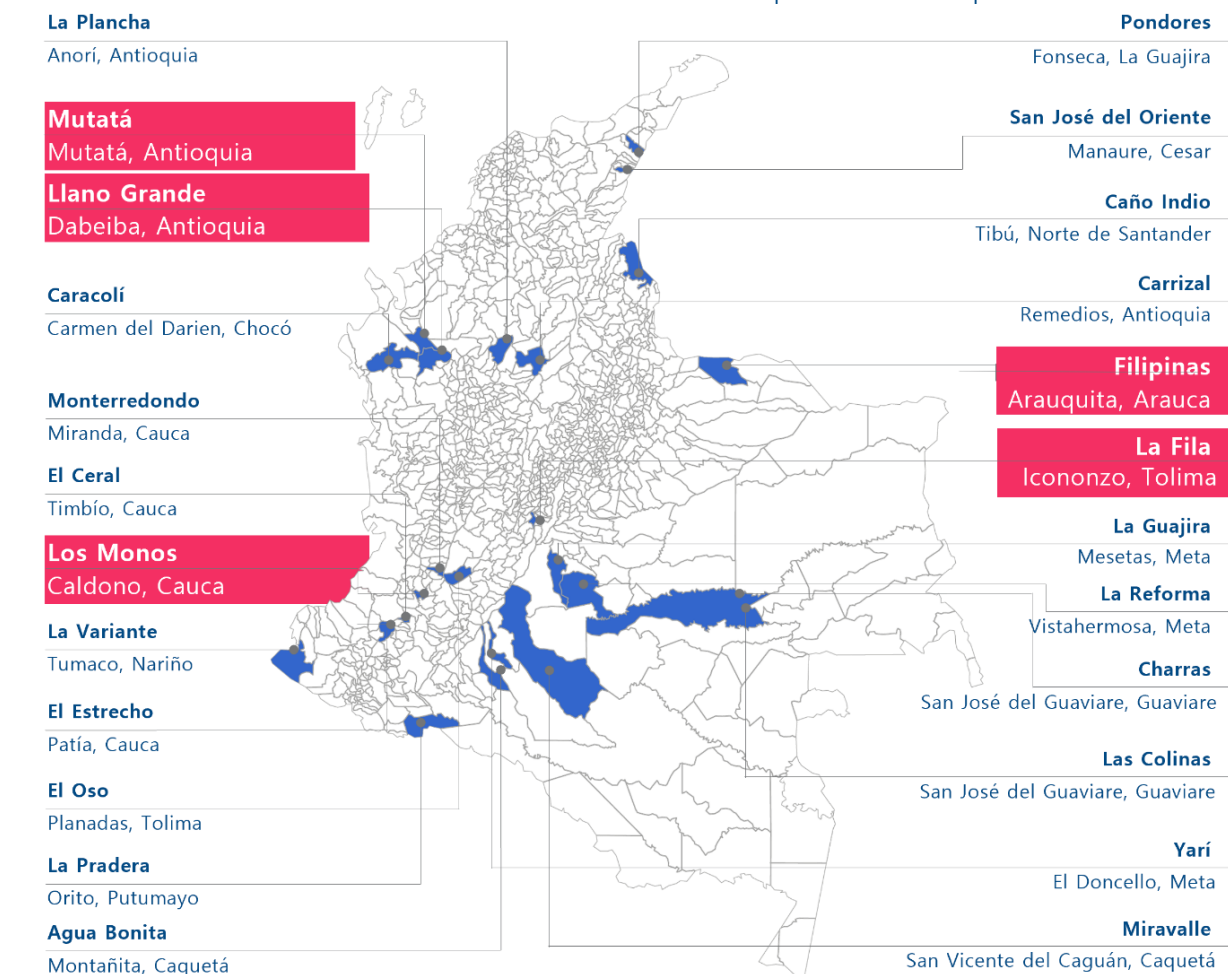 La Plancha
Anorí, Antioquia
Mutatá
Mutatá, Antioquia
Llano Grande
Dabeiba, Antioquia
Caracolí
Carmen del Darien, Chocó
Monterredondo
Miranda, Cauca
El Ceral
Timbío, Cauca
Los Monos
Caldono, Cauca
La Variante
Tumaco, Nariño
El Estrecho
Patía, Cauca
El Oso
Planadas, Tolima
La Pradera
Orito, Putumayo
Agua Bonita
Montañita, Caquetá
Pondores
Fonseca, La Guajira
San José del Oriente
Manaure, Cesar
Caño Indio
Tibú, Norte de Santander
Carrizal
Remedios, Antioquia
Filipinas
Arauquita, Arauca
La Fila
Icononzo, Tolima
La Guajira
Mesetas, Meta
La Reforma
Vistahermosa, Meta
Charras
San José del Guaviare, Guaviare
Las Colinas
San José del Guaviare, Guaviare
Yarí
El Doncello, Meta
Miravalle
San Vicente del Caguán, Caquetá